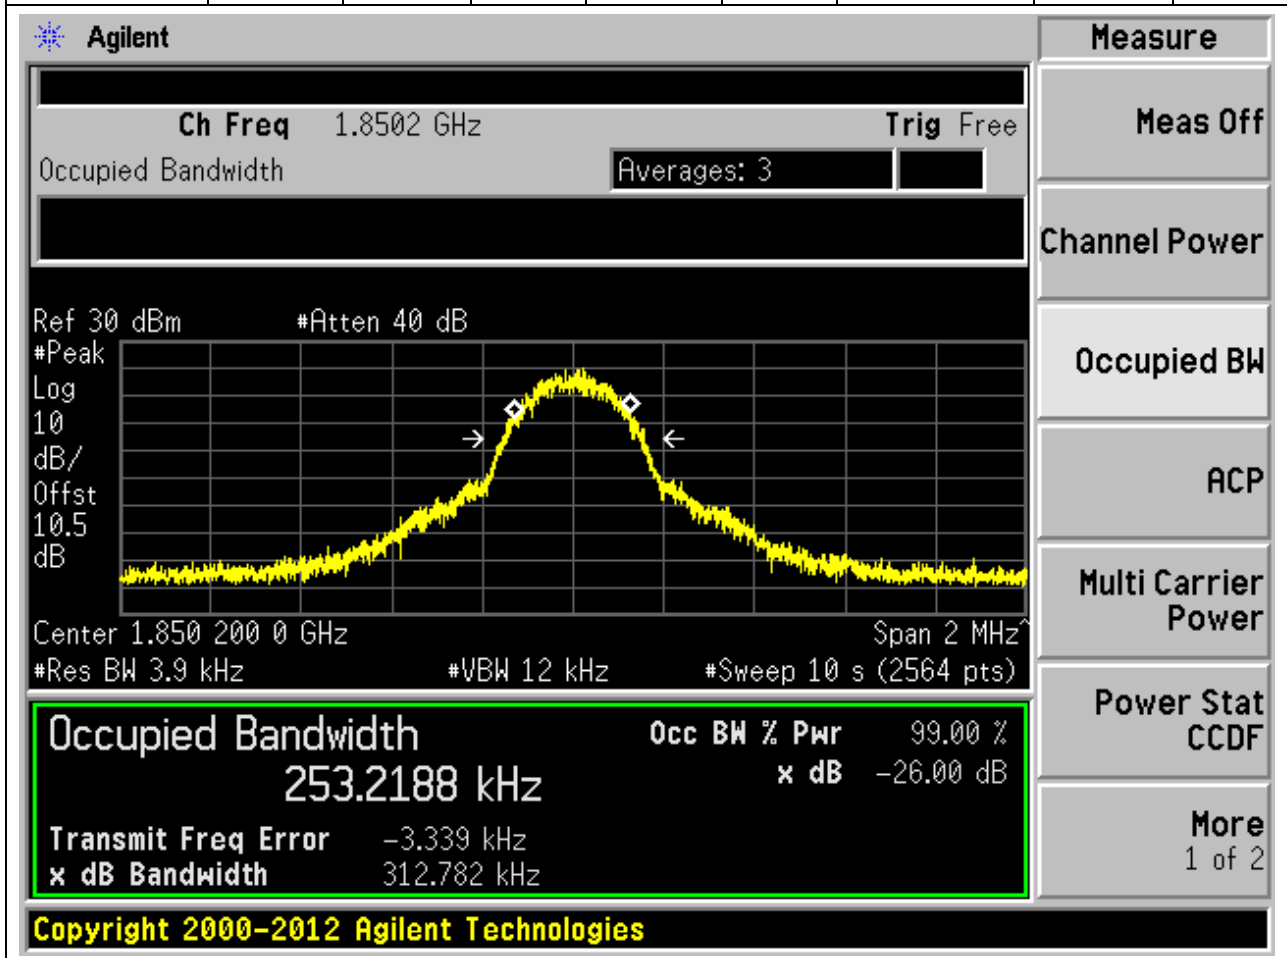 Agilent
Measure
Ch Freq 1.8502 GHz Trig Free
Occupied Bandwidth Averages: 3
Meas Off
Channel Power
Occupied BW
ACP
Multi Carrier
Power
Power Stat
CCDF
More
1 of 2
Ref 30 dBm #Atten 40 dB
#Peak
Log
10
dB/
Offst
10.5
dB
Center 1.850 200 0 GHz Span 2 MHz^
#Res BW 3.9 kHz #VBW 12 kHz #Sweep 10 s (2564 pts)
Occupied Bandwidth
253.2188 kHz
Occ BW % Pwr 99.00 %
x dB -26.00 dB
Transmit Freq Error -3.339 kHz
x dB Bandwidth 312.782 kHz
Copyright 2000-2012 Agilent Technologies